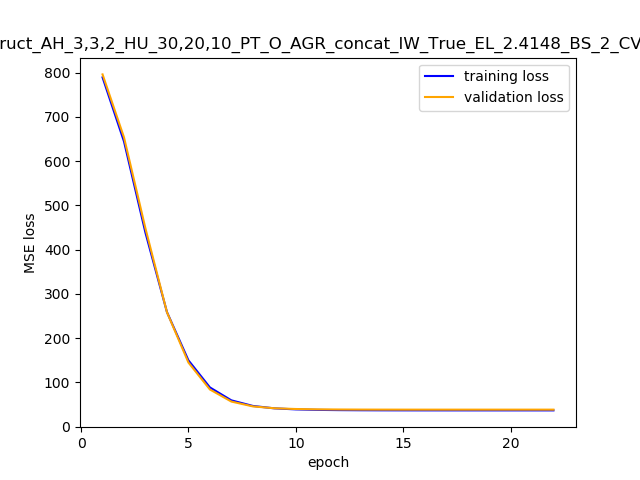 ruct_AH_3,3,2_HU_30,20,10_PT_O_AGR_concat_IW_True_EL_2.4148_BS_2_CV
training loss
validation loss
800
700
600
500
400
300
200
100
0
MSE loss
0 5 10 15 20
epoch